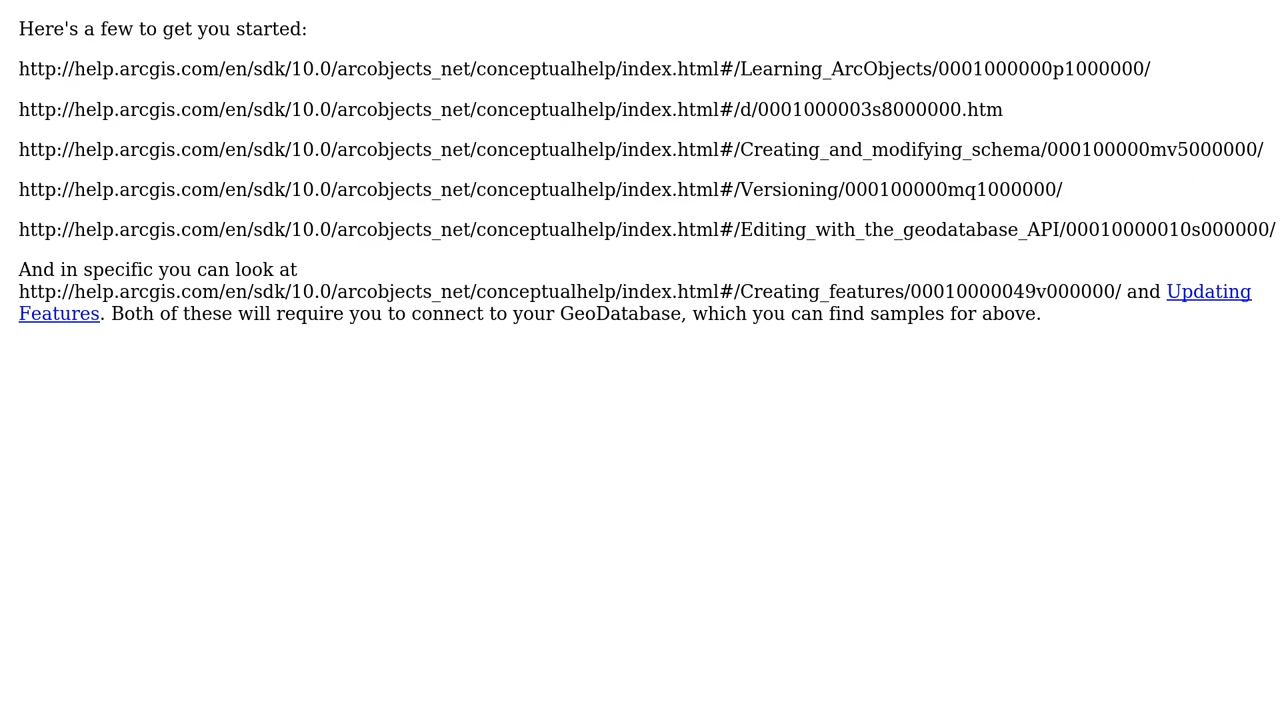 Here's a few to get you started:
http://help.arcgis.com/en/sdk/10.0/arcobjects_net/conceptualhelp/index.html#/Learning_ArcObjects/0001000000p1000000/
http://help.arcgis.com/en/sdk/10.0/arcobjects_net/conceptualhelp/index.html#/d/0001000003s8000000.htm
http://help.arcgis.com/en/sdk/10.0/arcobjects_net/conceptualhelp/index.html#/Creating_and_modifying_schema/000100000mv5000000/
http://help.arcgis.com/en/sdk/10.0/arcobjects_net/conceptualhelp/index.html#/Versioning/000100000mq1000000/
http://help.arcgis.com/en/sdk/10.0/arcobjects_net/conceptualhelp/index.html#/Editing_with_the_geodatabase_API/00010000010s000000/
And in specific you can look at
http://help.arcgis.com/en/sdk/10.0/arcobjects_net/conceptualhelp/index.html#/Creating_features/00010000049v000000/ and Updating
Features. Both of these will require you to connect to your GeoDatabase, which you can find samples for above.